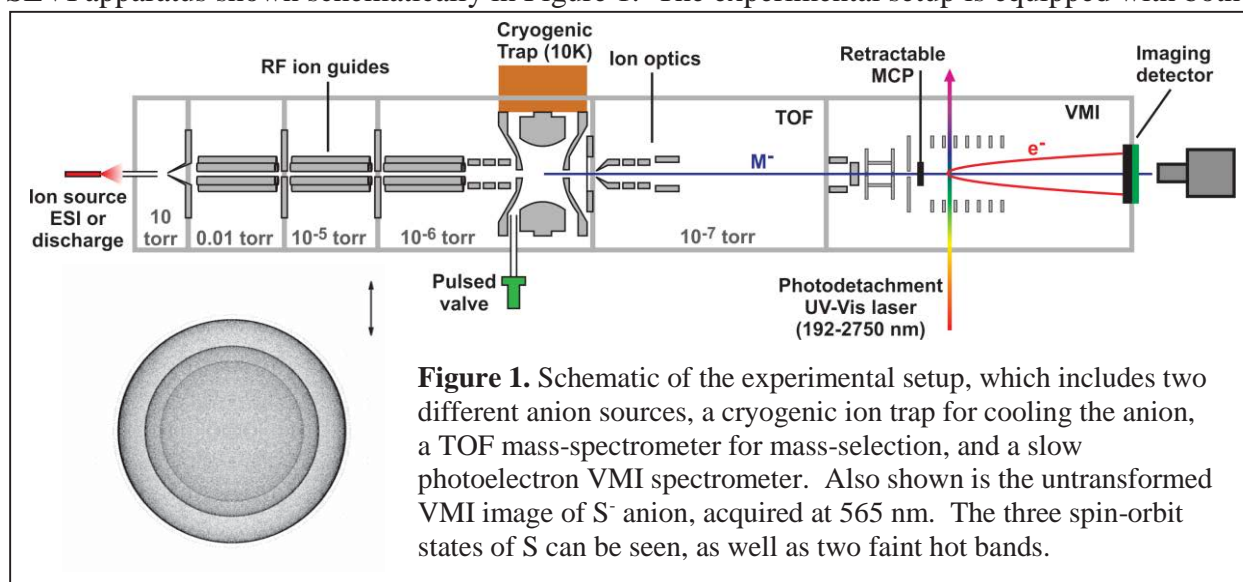 SEVI apparatus shown schematically in Figure 1. The experimental setup is equipped with both
Cryogenic
Trap (10K)
RF ion guides
Ion optics
Retractable
MCP
Imaging
detector
TOF
VMI
M-
e-
Ion source
ESI or
discharge
10
torr
0.01 torr
10-5 torr
10-6 torr
10-7 torr
Pulsed
valve
Photodetachment
UV-Vis laser
(192-2750 nm)
Figure 1. Schematic of the experimental setup, which includes two
different anion sources, a cryogenic ion trap for cooling the anion,
a TOF mass-spectrometer for mass-selection, and a slow
photoelectron VMI spectrometer. Also shown is the untransformed
VMI image of S- anion, acquired at 565 nm. The three spin-orbit
states of S can be seen, as well as two faint hot bands.